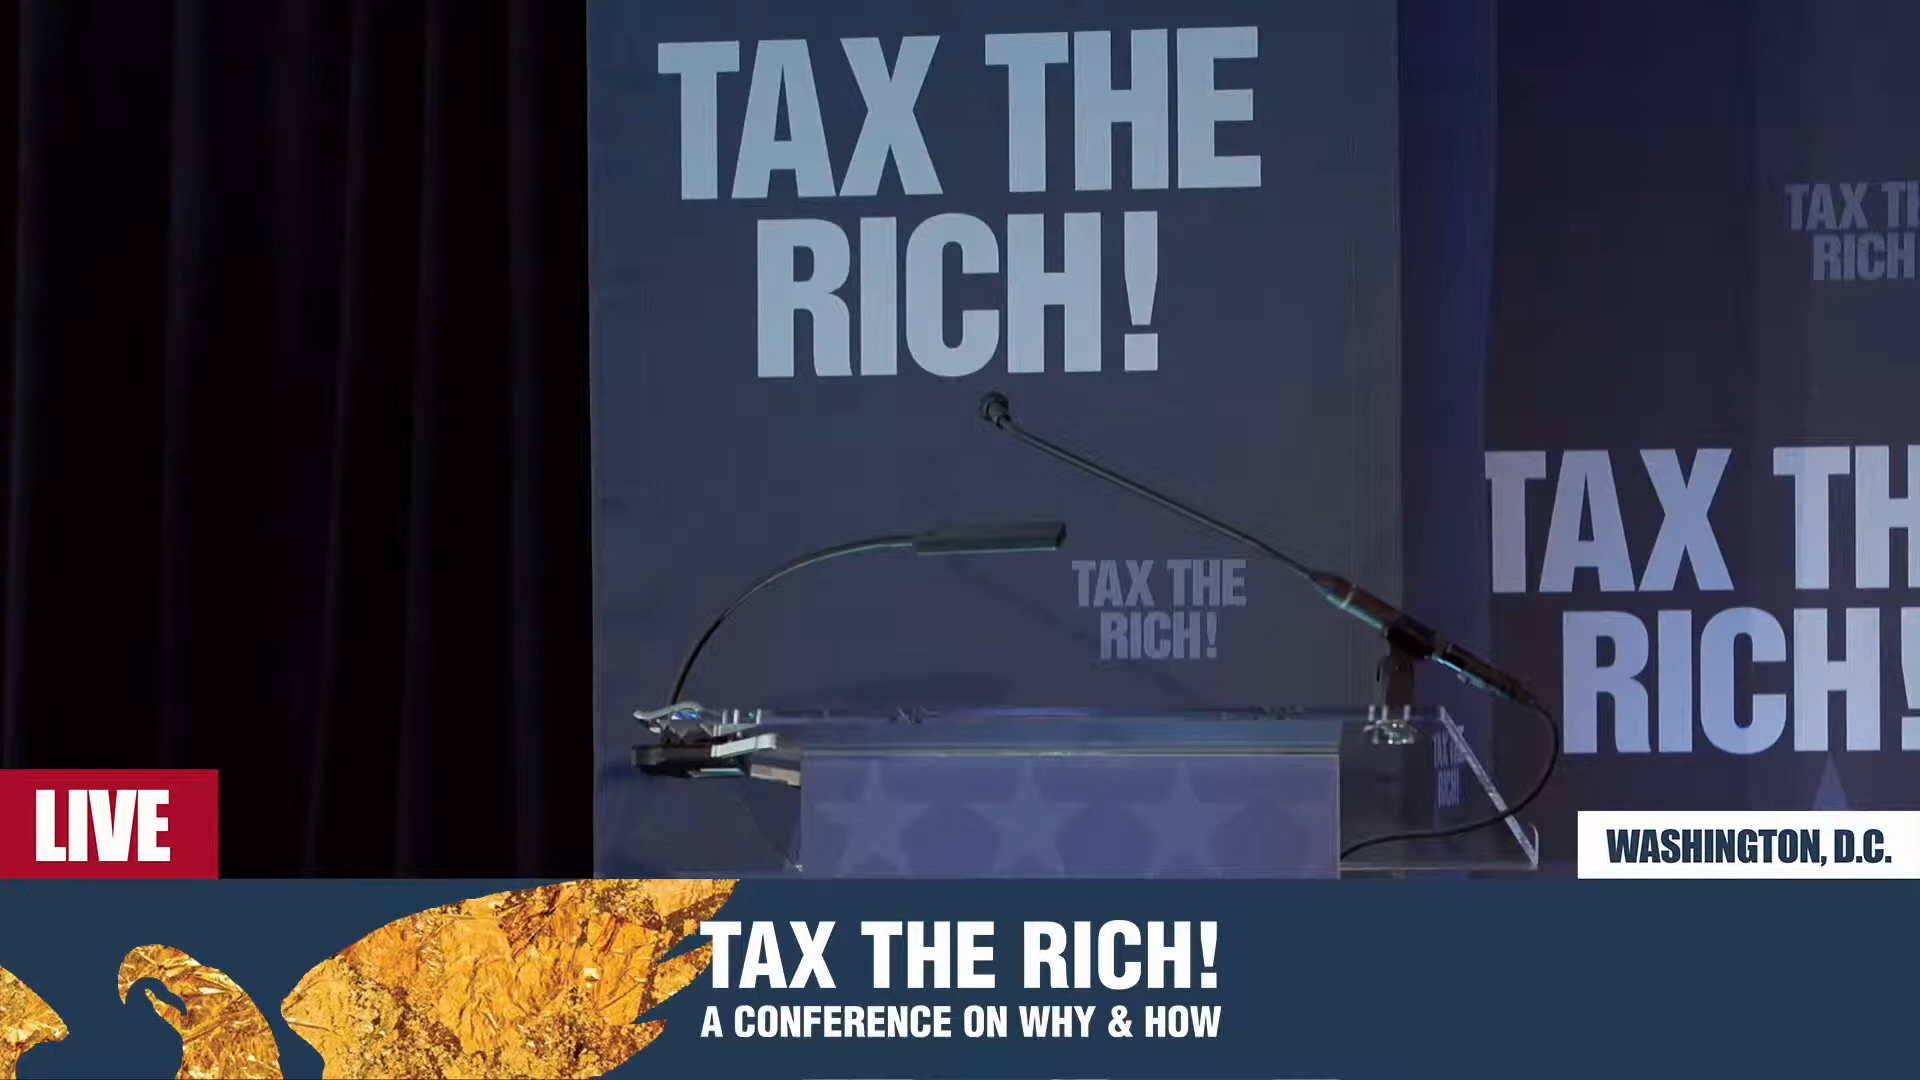 TAX THE
RICH!
TAX TH
RICH
TAX TH
RICH!
TAX THE
RICH!
RICH!
LIVE
WASHINGTON, D.C.
TAX THE RICH!
A CONFERENCE ON WHY & HOW